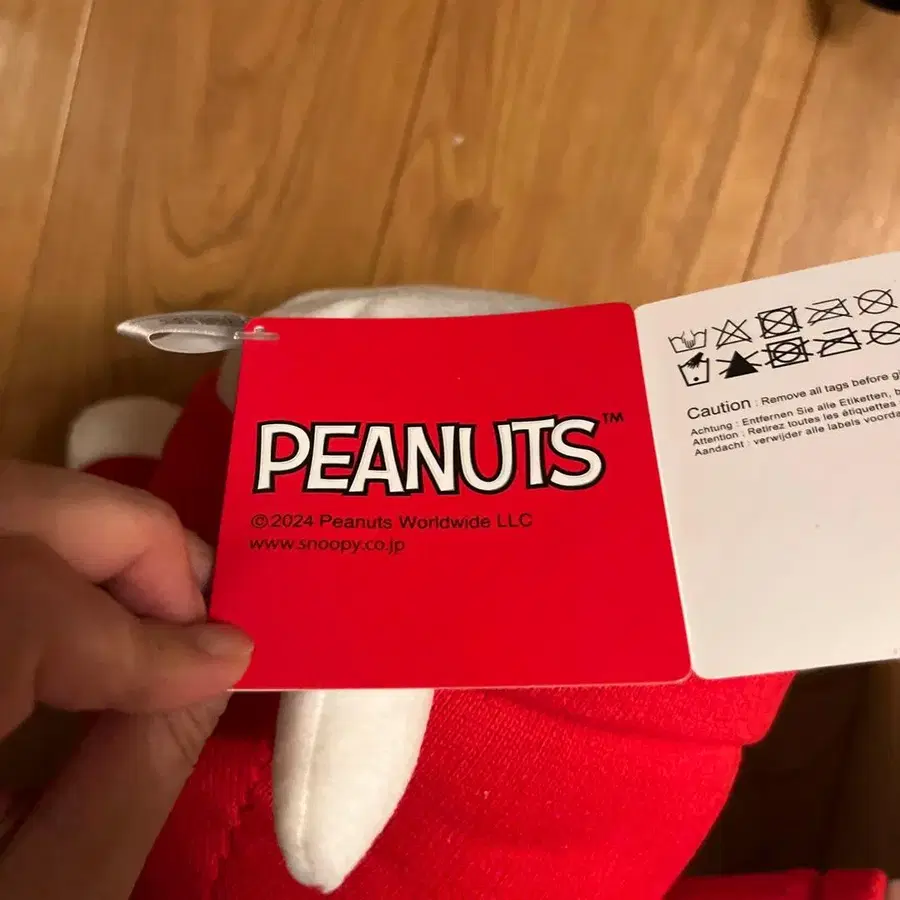 PEANUTS™
©2024 Peanuts Worldwide LLC
www.snoopy.co.jp
Caution : Remove all tags before
Achtung : Entfernen Sie alle Etiketten,
Attention : Retirez toutes les étiquettes
Aandacht : verwijder alle labels